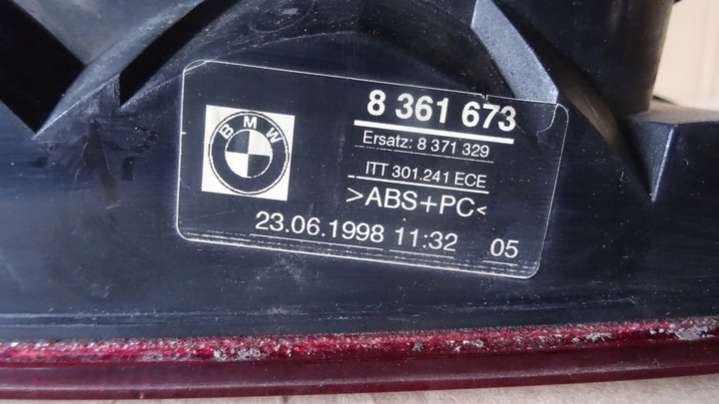 BMW
8 361 673
Ersatz: 8 371 329
ITT 301.241 ECE
>ABS+PC<
23.06.1998 11:32 05